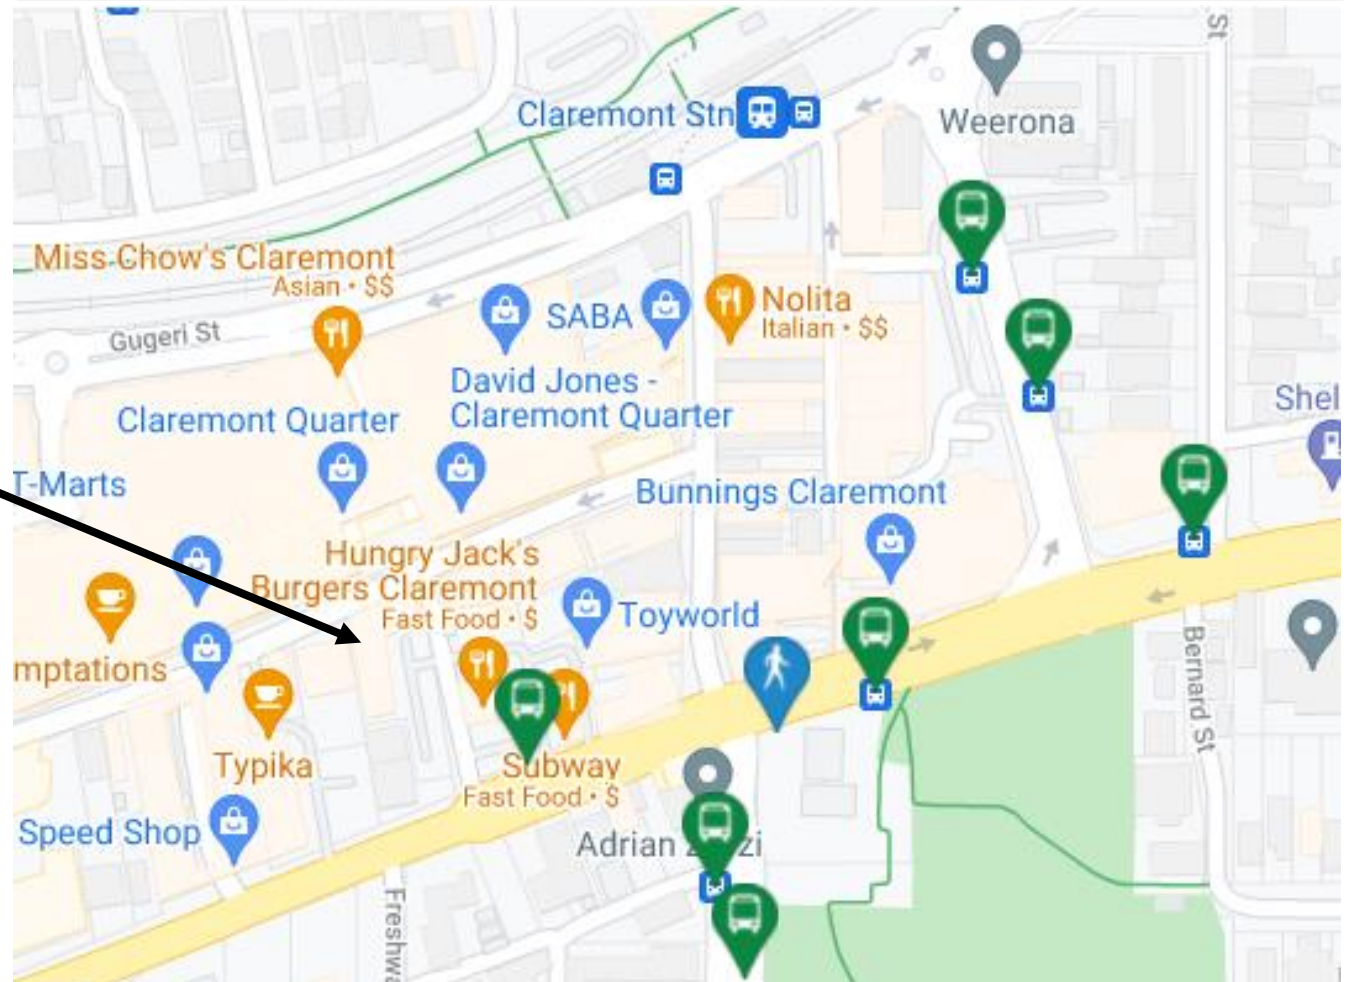 St
Claremont Stn
Weerona
Miss Chow's Claremont
Asian • $$
Nolita
Italian • $$
SABA
Gugeri St
David Jones -
Claremont Quarter
Claremont Quarter
Shel
T-Marts
Bunnings Claremont
Hungry Jack's
Burgers Claremont
Fast Food • $
Toyworld
mptations
Bernard St
Typika
Subway
Fast Food • $
Speed Shop
Adrian
zi
Freshwa